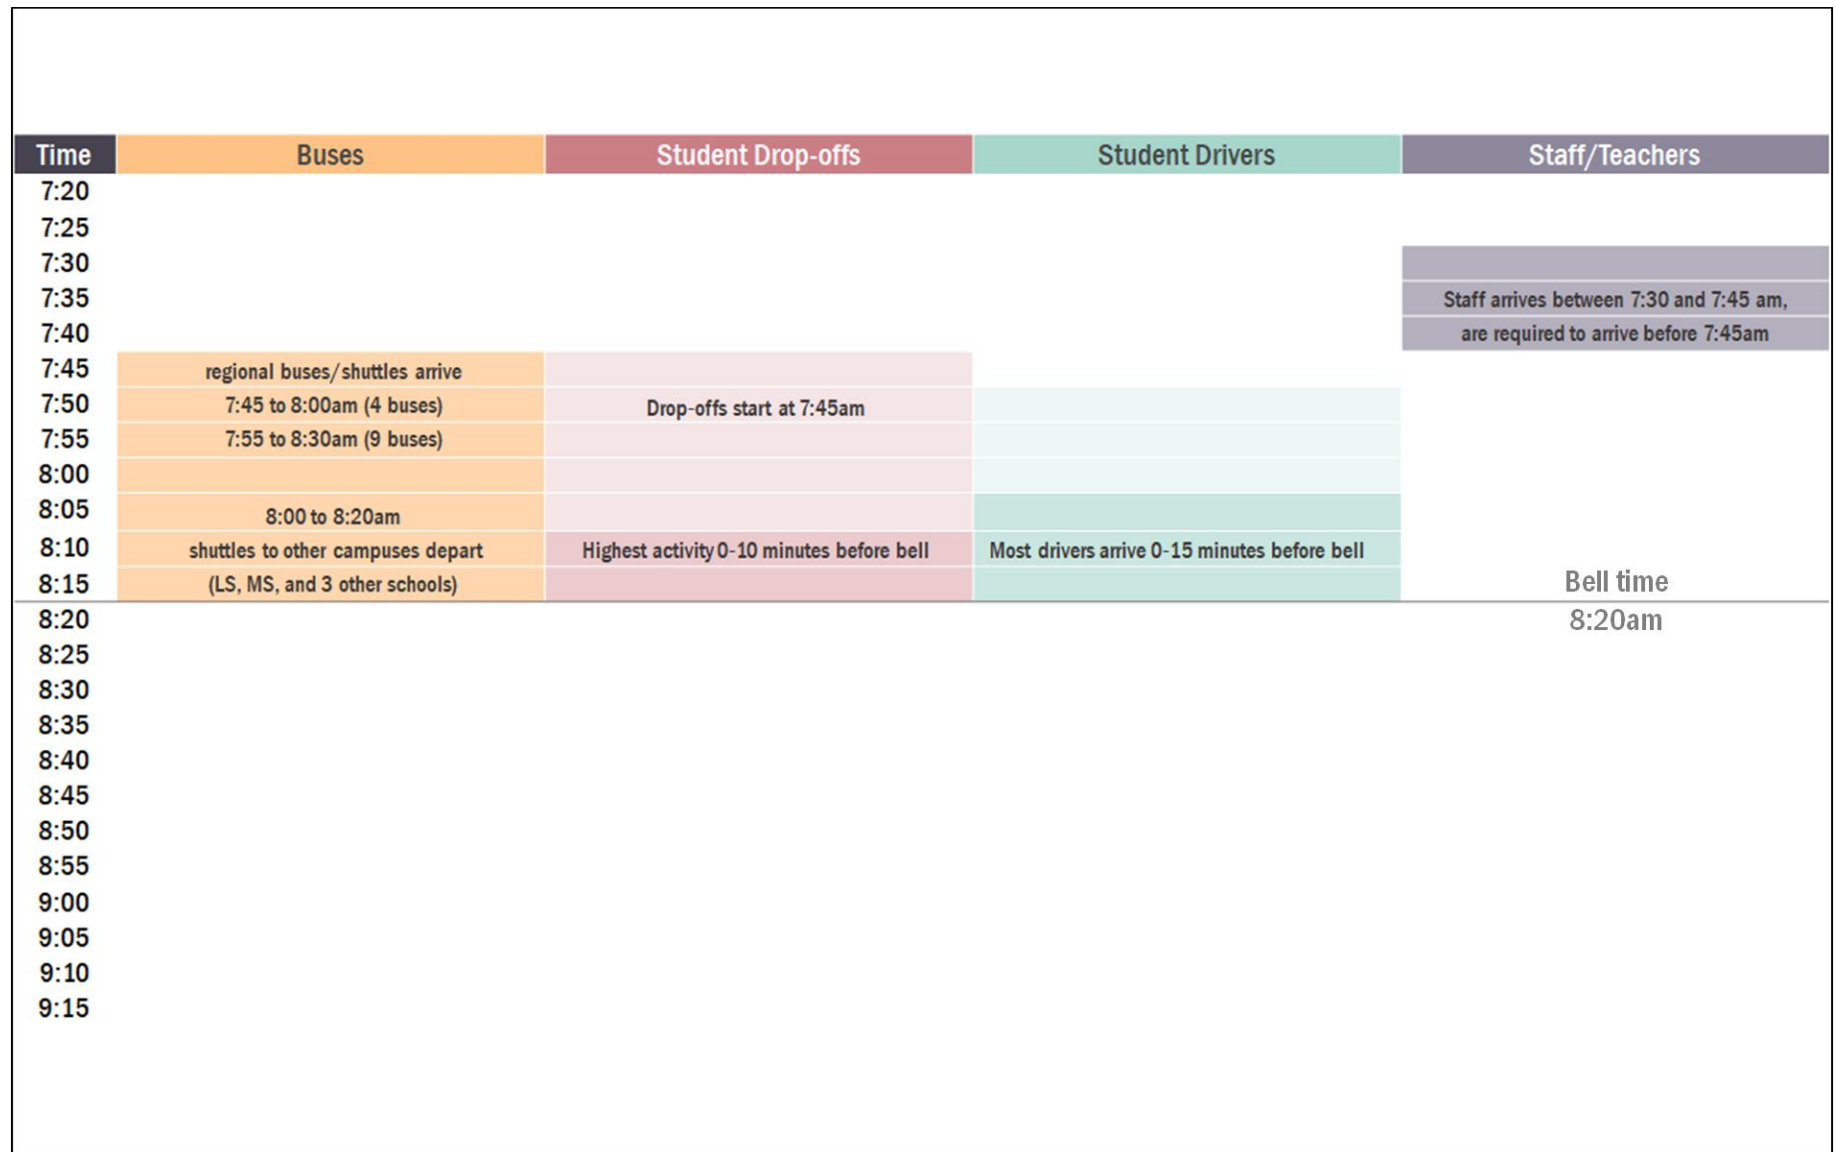 Time Buses Student Drop-offs Student Drivers Staff/Teachers
7:20
7:25
7:30
7:35 Staff arrives between 7:30 and 7:45 am,
7:40 are required to arrive before 7:45am
7:45 regional buses/shuttles arrive
7:50 7:45 to 8:00am (4 buses) Drop-offs start at 7:45am
7:55 7:55 to 8:30am (9 buses)
8:00
8:05 8:00 to 8:20am
8:10 shuttles to other campuses depart Highest activity 0-10 minutes before bell Most drivers arrive 0-15 minutes before bell
8:15 (LS, MS, and 3 other schools) Bell time
8:20 8:20am
8:25
8:30
8:35
8:40
8:45
8:50
8:55
9:00
9:05
9:10
9:15